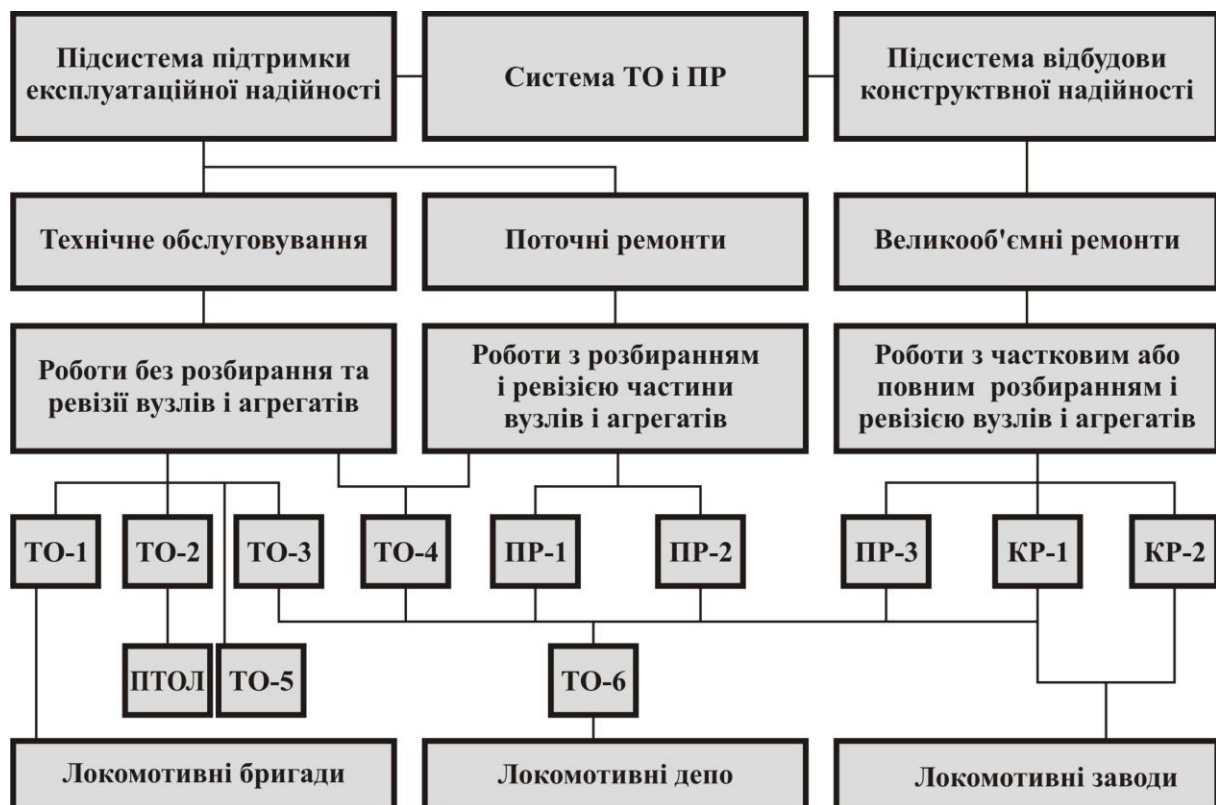 Підсистема підтримки
експлуатаційної надійності
Система ТО і ПР
Підсистема відбудови
конструктвної надійності
Технічне обслуговування
Поточні ремонти
Великооб'ємні ремонти
Роботи без розбирання та
ревізії вузлів і агрегатів
Роботи з розбиранням
і ревізією частини
вузлів і агрегатів
Роботи з частковим або
повним розбиранням і
ревізією вузлів і агрегатів
ТО-1
ТО-2
ТО-3
ТО-4
ПР-1
ПР-2
ПР-3
КР-1
КР-2
ПТОЛ
ТО-5
ТО-6
Локомотивні бригади
Локомотивні депо
Локомотивні заводи